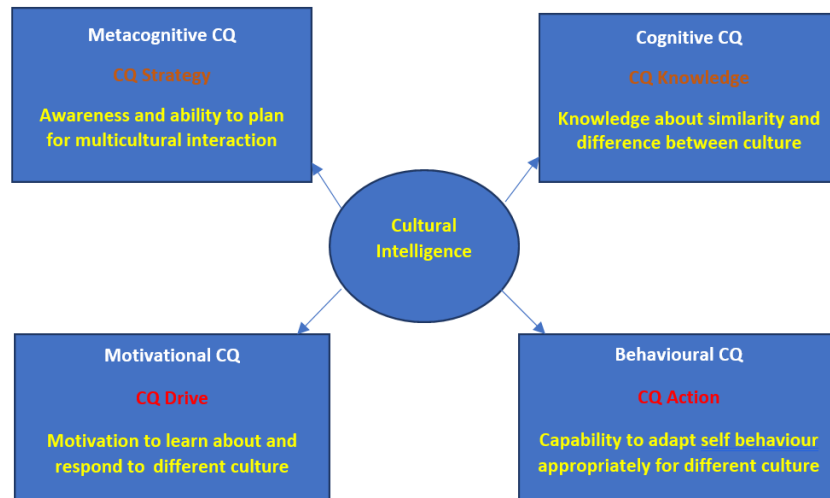 Metacognitive CQ
CQ Strategy
Awareness and ability to plan
for multicultural interaction
Cognitive CQ
CQ Knowledge
Knowledge about similarity and
difference between culture
Cultural
Intelligence
Motivational CQ
CQ Drive
Motivation to learn about and
respond to different culture
Behavioural CQ
CQ Action
Capability to adapt self behaviour
appropriately for different culture